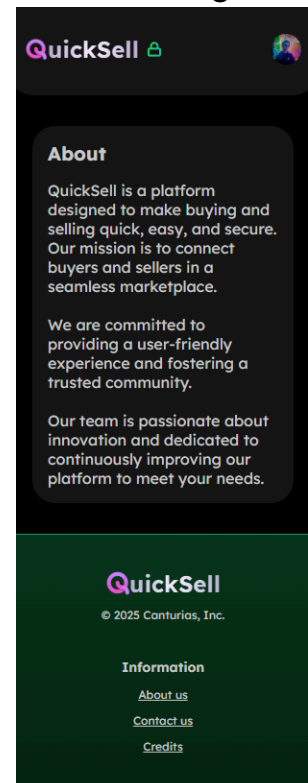 QuickSell
About
QuickSell is a platform
designed to make buying and
selling quick, easy, and secure.
Our mission is to connect
buyers and sellers in a
seamless marketplace.
We are committed to
providing a user-friendly
experience and fostering a
trusted community.
Our team is passionate about
innovation and dedicated to
continuously improving our
platform to meet your needs.
QuickSell
© 2025 Canturias, Inc.
Information
About us
Contact us
Credits